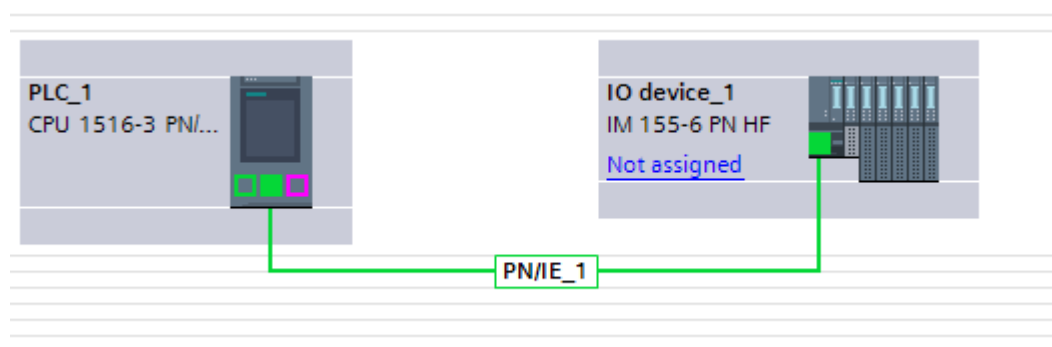 PLC_1
CPU 1516-3 PN/...
IO device_1
IM 155-6 PN HF
Not assigned
PN/IE_1